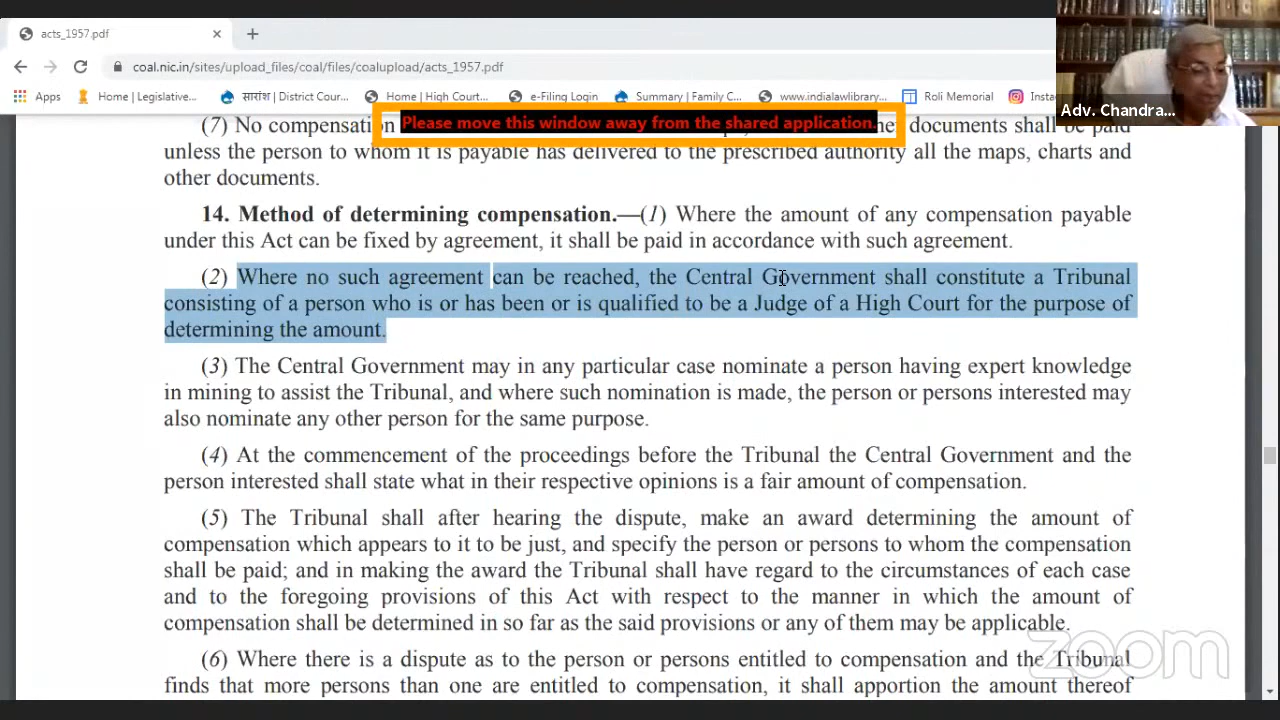 acts_1957.pdf
coal.nic.in/sites/upload_files/coal/files/coalupload/acts_1957.pdf
Apps Home | Legislative... सारांश | District Cour... Home | High Court... e-Filing Login Summary | Family C... www.indialawlibrary... Roli Memorial Insta
Adv. Chandra...
Please move this window away from the shared application.
(7) No compensation documents shall be paid
unless the person to whom it is payable has delivered to the prescribed authority all the maps, charts and
other documents.
14. Method of determining compensation.—(1) Where the amount of any compensation payable
under this Act can be fixed by agreement, it shall be paid in accordance with such agreement.
(2) Where no such agreement can be reached, the Central Government shall constitute a Tribunal
consisting of a person who is or has been or is qualified to be a Judge of a High Court for the purpose of
determining the amount.
(3) The Central Government may in any particular case nominate a person having expert knowledge
in mining to assist the Tribunal, and where such nomination is made, the person or persons interested may
also nominate any other person for the same purpose.
(4) At the commencement of the proceedings before the Tribunal the Central Government and the
person interested shall state what in their respective opinions is a fair amount of compensation.
(5) The Tribunal shall after hearing the dispute, make an award determining the amount of
compensation which appears to it to be just, and specify the person or persons to whom the compensation
shall be paid; and in making the award the Tribunal shall have regard to the circumstances of each case
and to the foregoing provisions of this Act with respect to the manner in which the amount of
compensation shall be determined in so far as the said provisions or any of them may be applicable.
(6) Where there is a dispute as to the person or persons entitled to compensation and the Tribunal
finds that more persons than one are entitled to compensation, it shall apportion the amount thereof
zoom